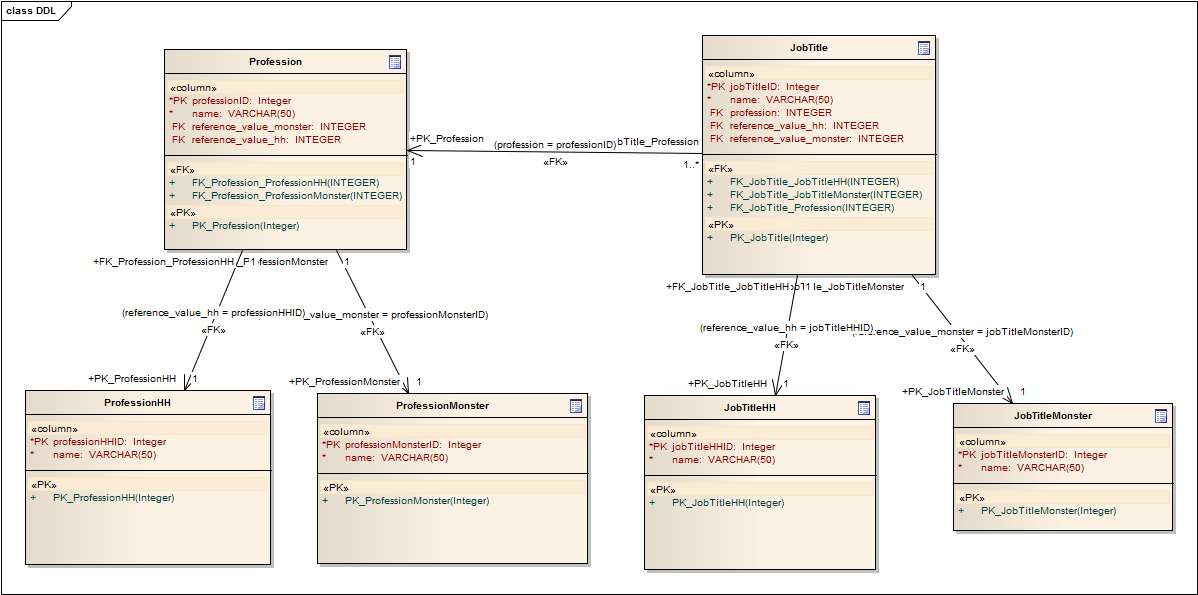 class DDL
Profession
«column»
*PK professionID: Integer
* name: VARCHAR(50)
FK reference_value_monster: INTEGER
FK reference_value_hh: INTEGER
«FK»
+ FK_Profession_ProfessionHH(INTEGER)
+ FK_Profession_ProfessionMonster(INTEGER)
«PK»
+ PK_Profession(Integer)
JobTitle
«column»
*PK jobTitleID: Integer
* name: VARCHAR(50)
FK profession: INTEGER
FK reference_value_hh: INTEGER
FK reference_value_monster: INTEGER
«FK»
+ FK_JobTitle_JobTitleHH(INTEGER)
+ FK_JobTitle_JobTitleMonster(INTEGER)
+ FK_JobTitle_Profession(INTEGER)
«PK»
+ PK_JobTitle(Integer)
+PK_Profession
(profession = professionID)
Title_Profession
1
«FK»
1..*
+FK_Profession_ProfessionHH
1
fessionMonster
1
(reference_value_hh = professionHHID)
_value_monster = professionMonsterID)
«FK»
«FK»
+PK_ProfessionHH
1
+PK_ProfessionMonster
1
+FK_JobTitle_JobTitleHH
1
le_JobTitleMonster
1
(reference_value_hh = jobTitleHHID)
erence_value_monster = jobTitleMonsterID)
«FK»
«FK»
+PK_JobTitleHH
1
+PK_JobTitleMonster
1
ProfessionHH
«column»
*PK professionHHID: Integer
* name: VARCHAR(50)
«PK»
+ PK_ProfessionHH(Integer)
ProfessionMonster
«column»
*PK professionMonsterID: Integer
* name: VARCHAR(50)
«PK»
+ PK_ProfessionMonster(Integer)
JobTitleHH
«column»
*PK jobTitleHHID: Integer
* name: VARCHAR(50)
«PK»
+ PK_JobTitleHH(Integer)
JobTitleMonster
«column»
*PK jobTitleMonsterID: Integer
* name: VARCHAR(50)
«PK»
+ PK_JobTitleMonster(Integer)